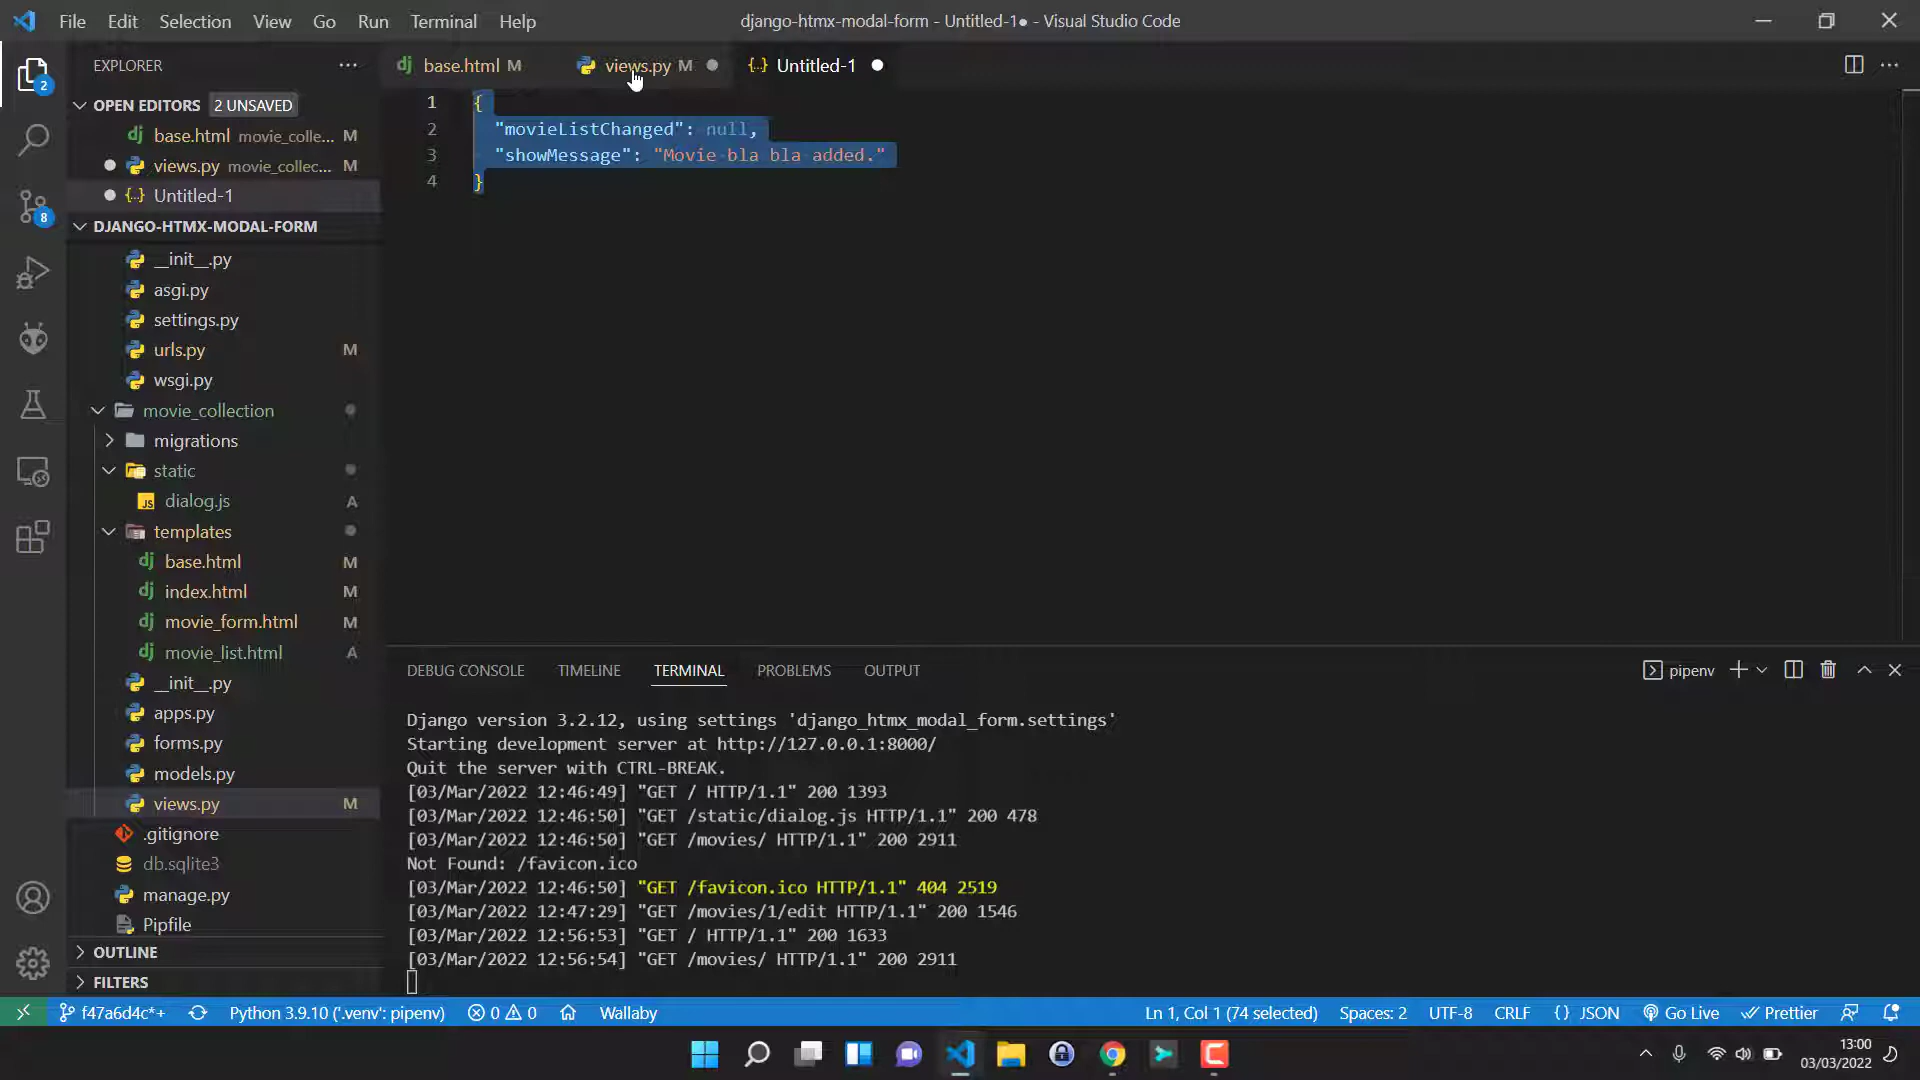 File Edit Selection View Go Run Terminal Help
django-htmx-modal-form - Untitled-1● - Visual Studio Code
EXPLORER
OPEN EDITORS 2 UNSAVED
base.html movie_colle... M
views.py movie_collec... M
Untitled-1
DJANGO-HTMX-MODAL-FORM
__init__.py
asgi.py
settings.py
urls.py M
wsgi.py
movie_collection
migrations
static
dialog.js A
templates
base.html M
index.html M
movie_form.html M
movie_list.html A
__init__.py
apps.py
forms.py
models.py
views.py M
.gitignore
db.sqlite3
manage.py
Pipfile
OUTLINE
FILTERS
2
8
base.html M
views.py M
{..} Untitled-1
1 {
2 "movieListChanged": null,
3 "showMessage": "Movie bla bla added."
4 }
DEBUG CONSOLE TIMELINE TERMINAL PROBLEMS OUTPUT
pipenv
Django version 3.2.12, using settings 'django_htmx_modal_form.settings'
Starting development server at http://127.0.0.1:8000/
Quit the server with CTRL-BREAK.
[03/Mar/2022 12:46:49] "GET / HTTP/1.1" 200 1393
[03/Mar/2022 12:46:50] "GET /static/dialog.js HTTP/1.1" 200 478
[03/Mar/2022 12:46:50] "GET /movies/ HTTP/1.1" 200 2911
Not Found: /favicon.ico
[03/Mar/2022 12:46:50] "GET /favicon.ico HTTP/1.1" 404 2519
[03/Mar/2022 12:47:29] "GET /movies/1/edit HTTP/1.1" 200 1546
[03/Mar/2022 12:56:53] "GET / HTTP/1.1" 200 1633
[03/Mar/2022 12:56:54] "GET /movies/ HTTP/1.1" 200 2911
f47a6d4c*+ Python 3.9.10 ('.venv': pipenv) 0 0 Wallaby
Ln 1, Col 1 (74 selected) Spaces: 2 UTF-8 CRLF {} JSON Go Live Prettier
13:00
03/03/2022